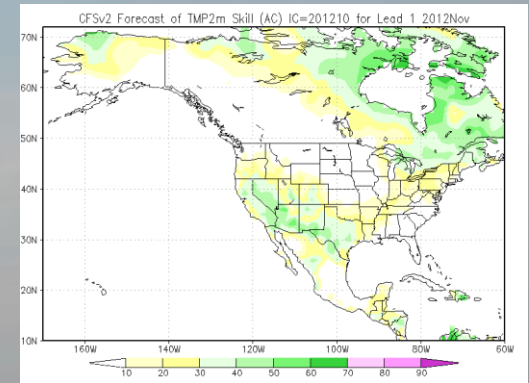 CFSv2 Forecast of TMP2m Skill (AC) IC=201210 for Lead 1 2012Nov
70N
60N
50N
40N
30N
20N
10N
160W 140W 120W 100W 80W 60W
10 20 30 40 50 60 70 80 90